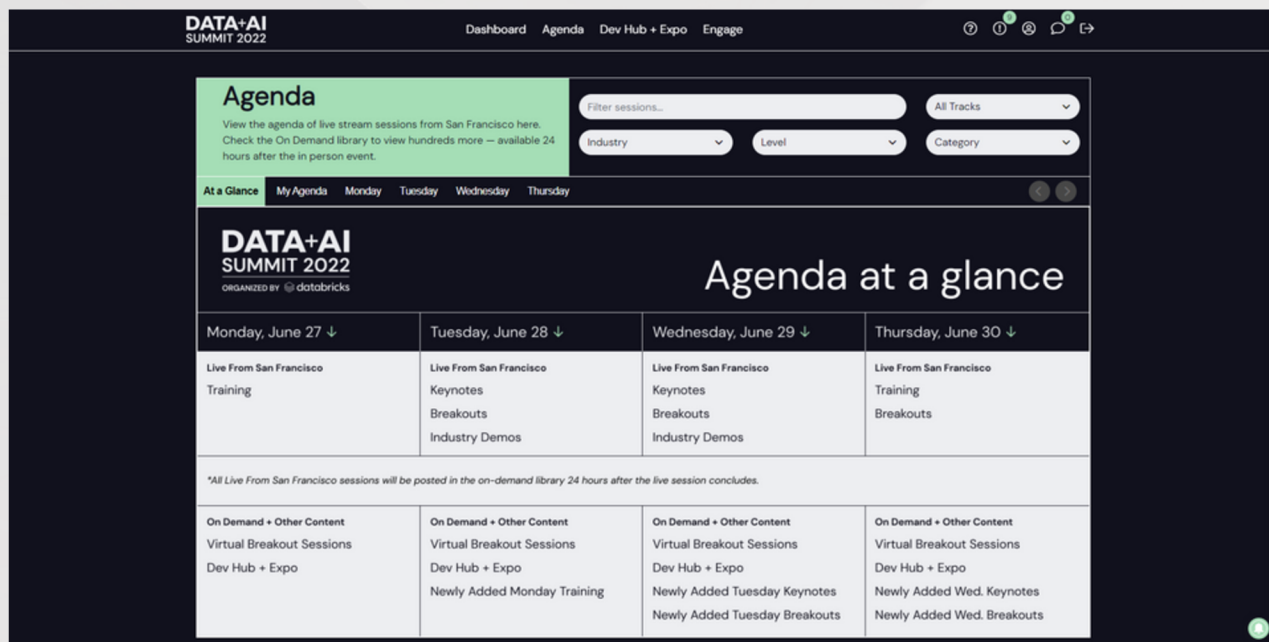 DATA+AI
SUMMIT 2022
Dashboard Agenda Dev Hub + Expo Engage
9
0
Agenda
View the agenda of live stream sessions from San Francisco here.
Check the On Demand library to view hundreds more — available 24
hours after the in person event.
Filter sessions...
All Tracks
Industry
Level
Category
At a Glance My Agenda Monday Tuesday Wednesday Thursday
DATA+AI
SUMMIT 2022
ORGANIZED BY databricks
Agenda at a glance
Monday, June 27 ↓
Tuesday, June 28 ↓
Wednesday, June 29 ↓
Thursday, June 30 ↓
Live From San Francisco
Training
Live From San Francisco
Keynotes
Breakouts
Industry Demos
Live From San Francisco
Keynotes
Breakouts
Industry Demos
Live From San Francisco
Training
Breakouts
*All Live From San Francisco sessions will be posted in the on-demand library 24 hours after the live session concludes.
On Demand + Other Content
Virtual Breakout Sessions
Dev Hub + Expo
On Demand + Other Content
Virtual Breakout Sessions
Dev Hub + Expo
Newly Added Monday Training
On Demand + Other Content
Virtual Breakout Sessions
Dev Hub + Expo
Newly Added Tuesday Keynotes
Newly Added Tuesday Breakouts
On Demand + Other Content
Virtual Breakout Sessions
Dev Hub + Expo
Newly Added Wed. Keynotes
Newly Added Wed. Breakouts